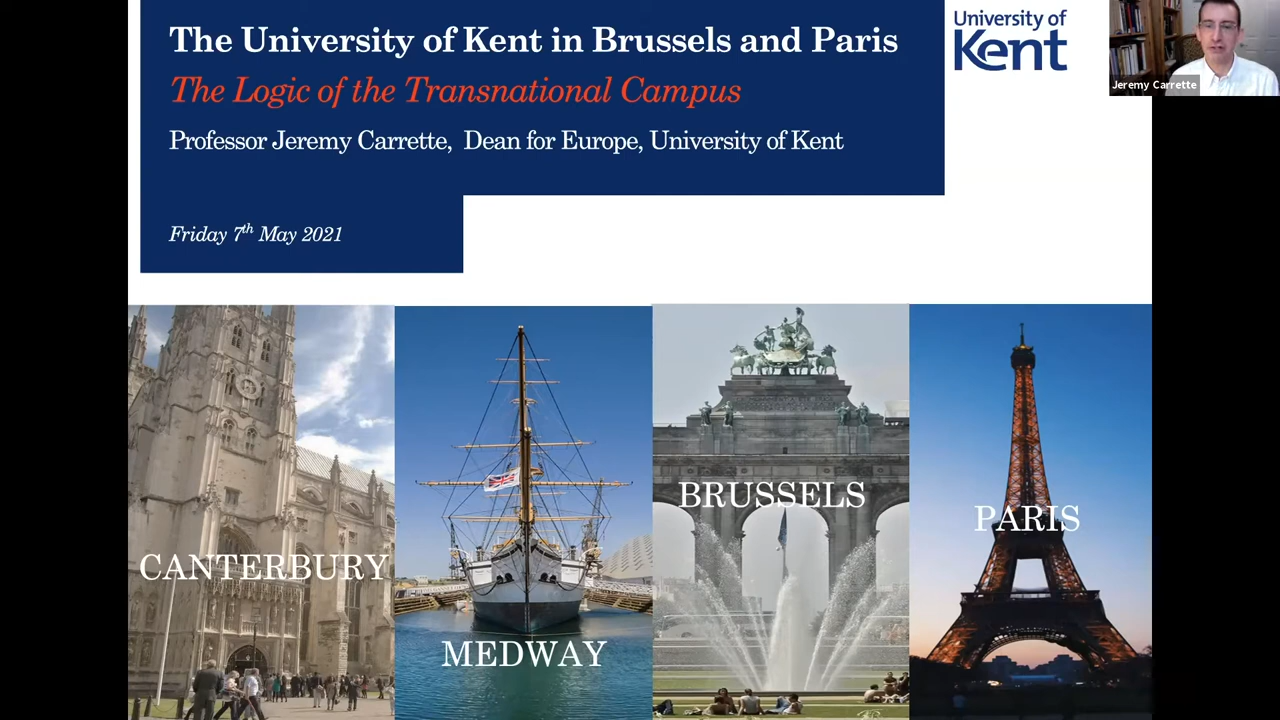 The University of Kent in Brussels and Paris
The Logic of the Transnational Campus
Professor Jeremy Carrette, Dean for Europe, University of Kent
Friday 7th May 2021
University of
Kent
Jeremy Carrette
CANTERBURY
MEDWAY
BRUSSELS
PARIS